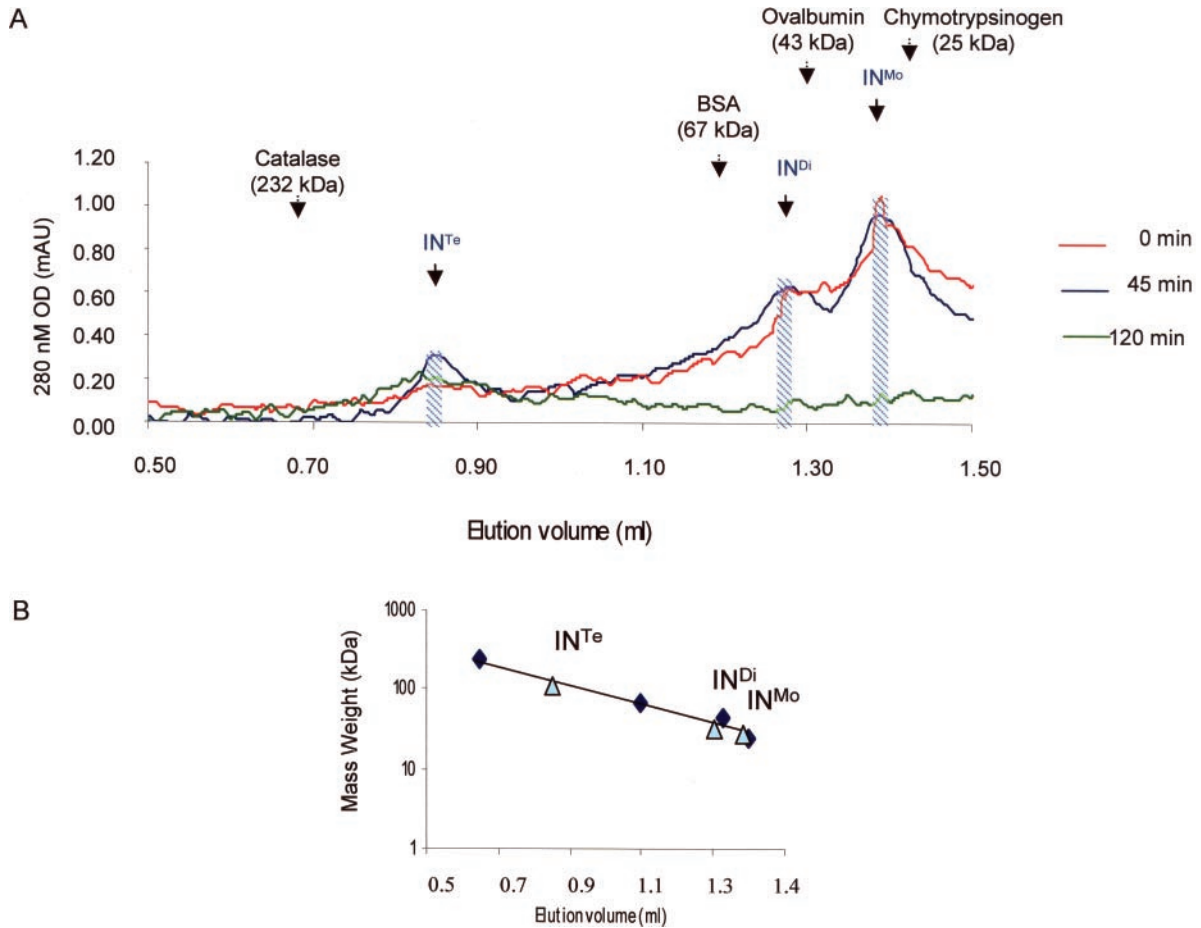 A
Ovalbumin
(43 kDa)
Chymotrypsinogen
(25 kDa)
IN^Mo
BSA
(67 kDa)
IN^Di
Catalase
(232 kDa)
IN^Te
280 nM OD (mAU)
1.20
1.00
0.80
0.60
0.40
0.20
0.00
0.50 0.70 0.90 1.10 1.30 1.50
Elution volume (ml)
0 min
45 min
120 min
B
Mass Weight (kDa)
1000
100
10
1
IN^Te
IN^Di
IN^Mo
0.5 0.7 0.9 1.1 1.3 1.4
Elution volume (ml)